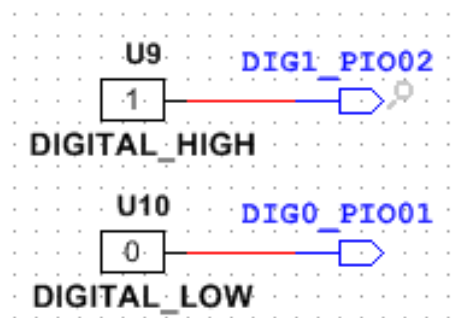 U9
DIG1_PIO02
1
DIGITAL_HIGH
U10
DIG0_PIO01
0
DIGITAL_LOW